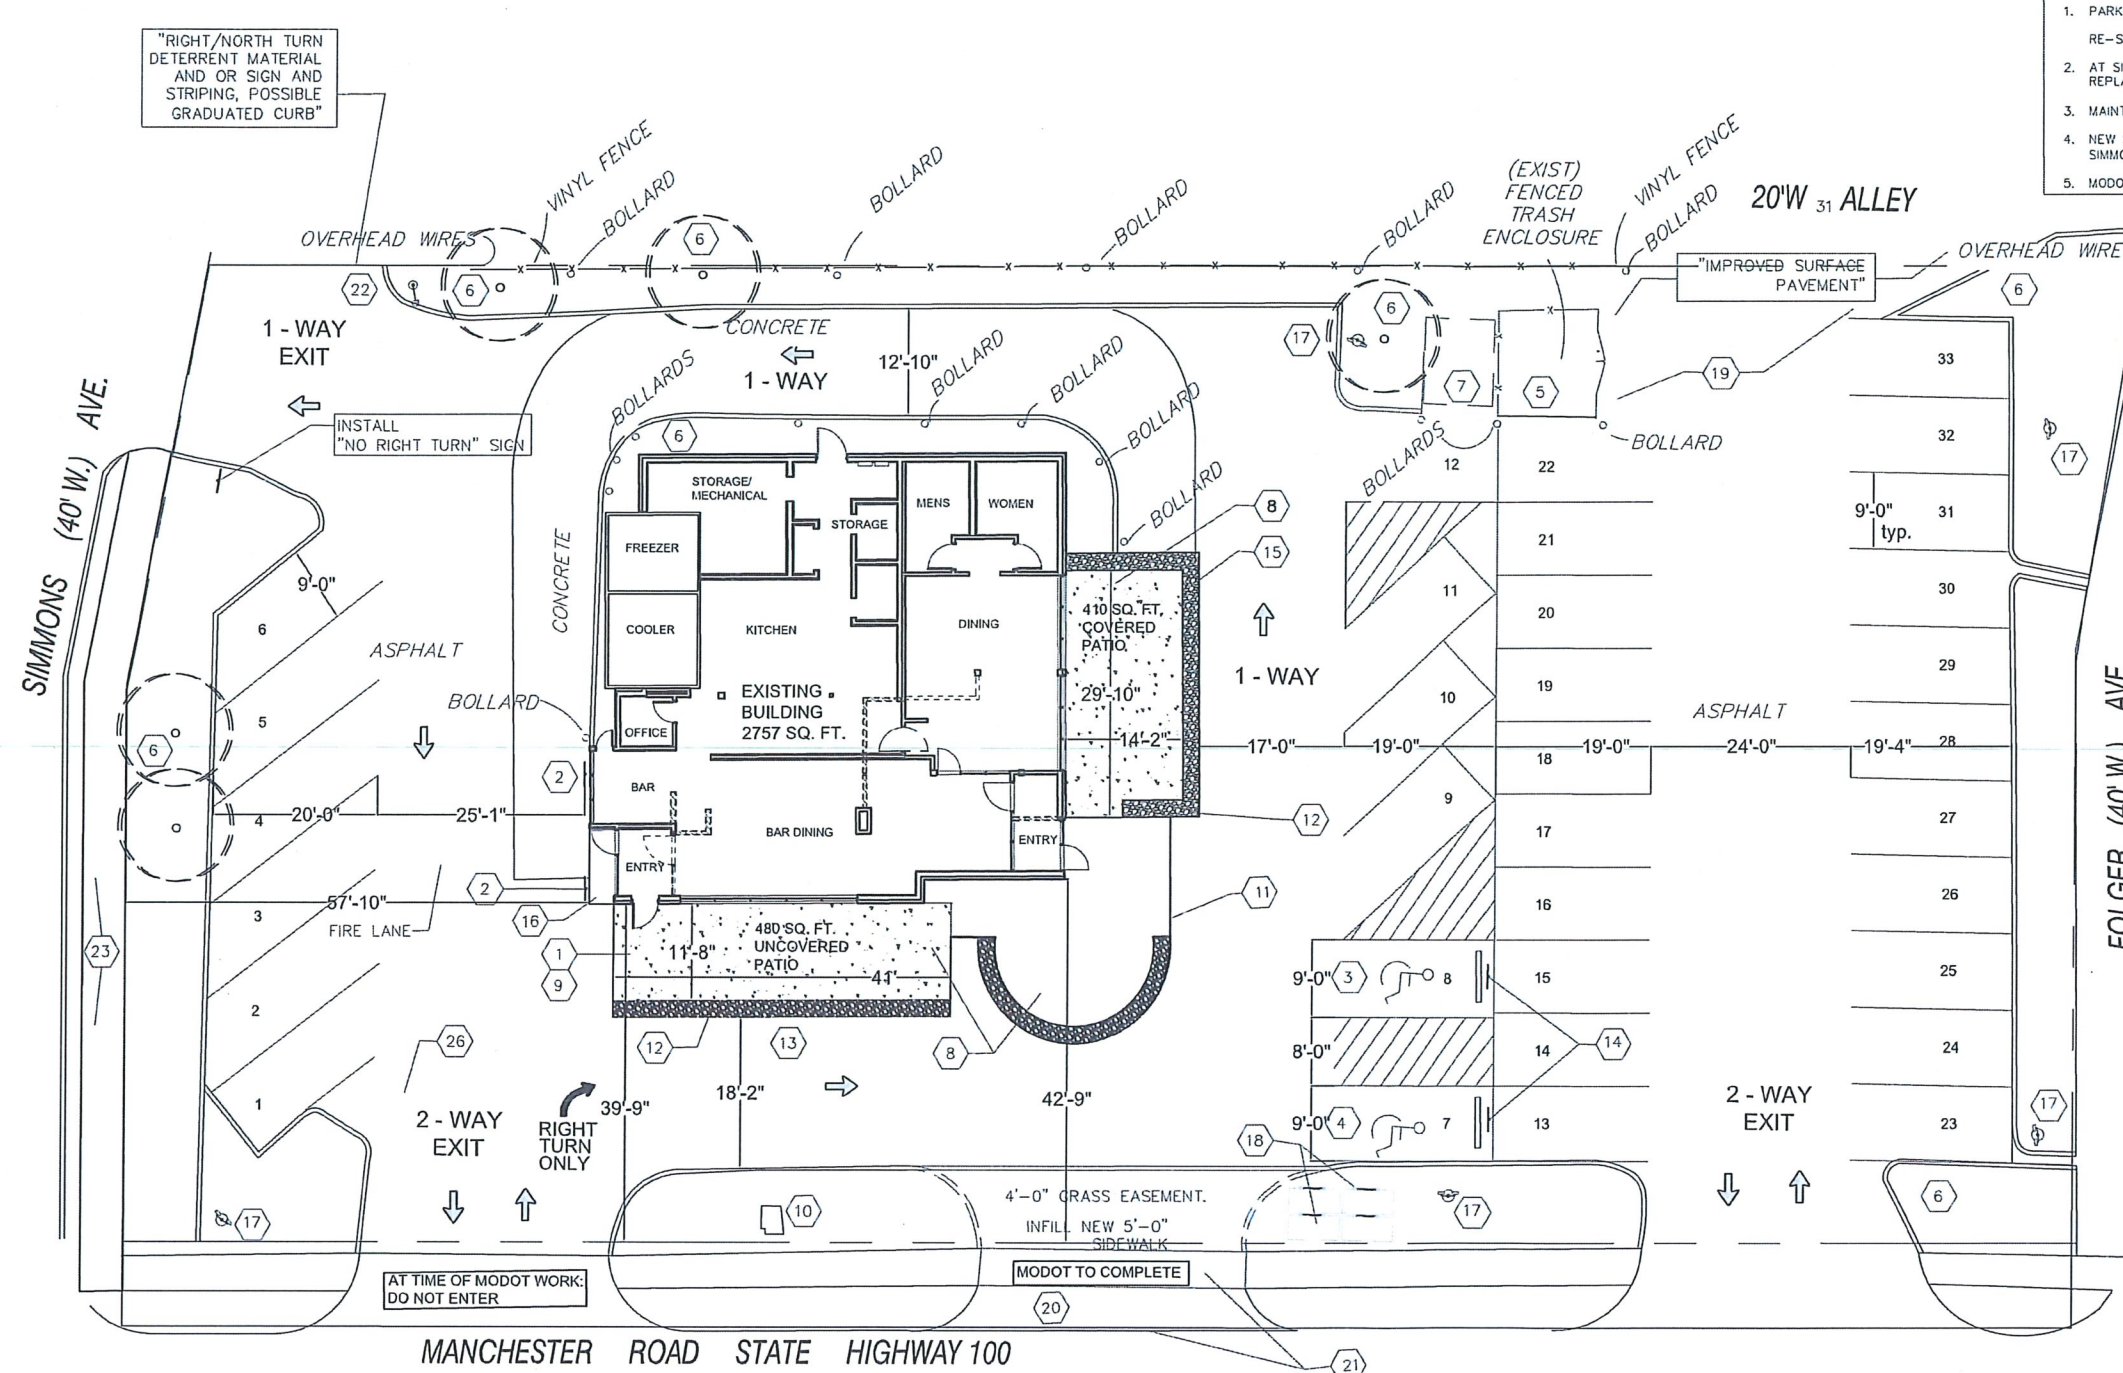 1. PARK
RE-S
2. AT SI
REPLA
3. MAINT
4. NEW
SIMMO
5. MODO
"RIGHT/NORTH TURN
DETERRENT MATERIAL
AND OR SIGN AND
STRIPING, POSSIBLE
GRADUATED CURB"
VINYL FENCE
BOLLARD
BOLLARD
BOLLARD
BOLLARD
(EXIST)
FENCED
TRASH
ENCLOSURE
VINYL FENCE
BOLLARD
20'W 31 ALLEY
OVERHEAD WIRES
OVERHEAD WIRE
"IMPROVED SURFACE
PAVEMENT"
22
6
6
6
6
1 - WAY
EXIT
CONCRETE
1 - WAY
12'-10"
BOLLARDS
BOLLARD
BOLLARD
BOLLARD
BOLLARD
17
7
5
19
33
32
31
30
29
28
27
26
25
24
23
17
INSTALL
"NO RIGHT TURN" SIGN
SIMMONS (40' W.) AVE.
6
STORAGE/
MECHANICAL
STORAGE
MENS
WOMEN
FREEZER
COOLER
KITCHEN
DINING
OFFICE
EXISTING
BUILDING
2757 SQ. FT.
BAR
BAR DINING
ENTRY
ENTRY
410 SQ. FT.
COVERED
PATIO
29'-10"
14'-2"
8
15
BOLLARDS
BOLLARD
12
11
10
9
8
7
22
21
20
19
18
17
16
15
14
13
9'-0"
typ.
CONCRETE
9'-0"
ASPHALT
BOLLARD
6
5
4
3
2
1
6
2
20'-0"
25'-1"
57'-10"
FIRE LANE
2
16
1
9
23
26
1 - WAY
17'-0"
19'-0"
19'-0"
24'-0"
19'-4"
ASPHALT
FOLGER (40' W.) AVE
12
11
480 SQ. FT.
UNCOVERED
PATIO
11'-8"
41'
12
13
8
9'-0"
3
8'-0"
9'-0"
4
14
18
2 - WAY
EXIT
RIGHT
TURN
ONLY
39'-9"
18'-2"
42'-9"
2 - WAY
EXIT
17
17
10
4'-0" GRASS EASEMENT.
INFILL NEW 5'-0"
SIDEWALK
17
6
AT TIME OF MODOT WORK:
DO NOT ENTER
MODOT TO COMPLETE
20
21
MANCHESTER ROAD STATE HIGHWAY 100